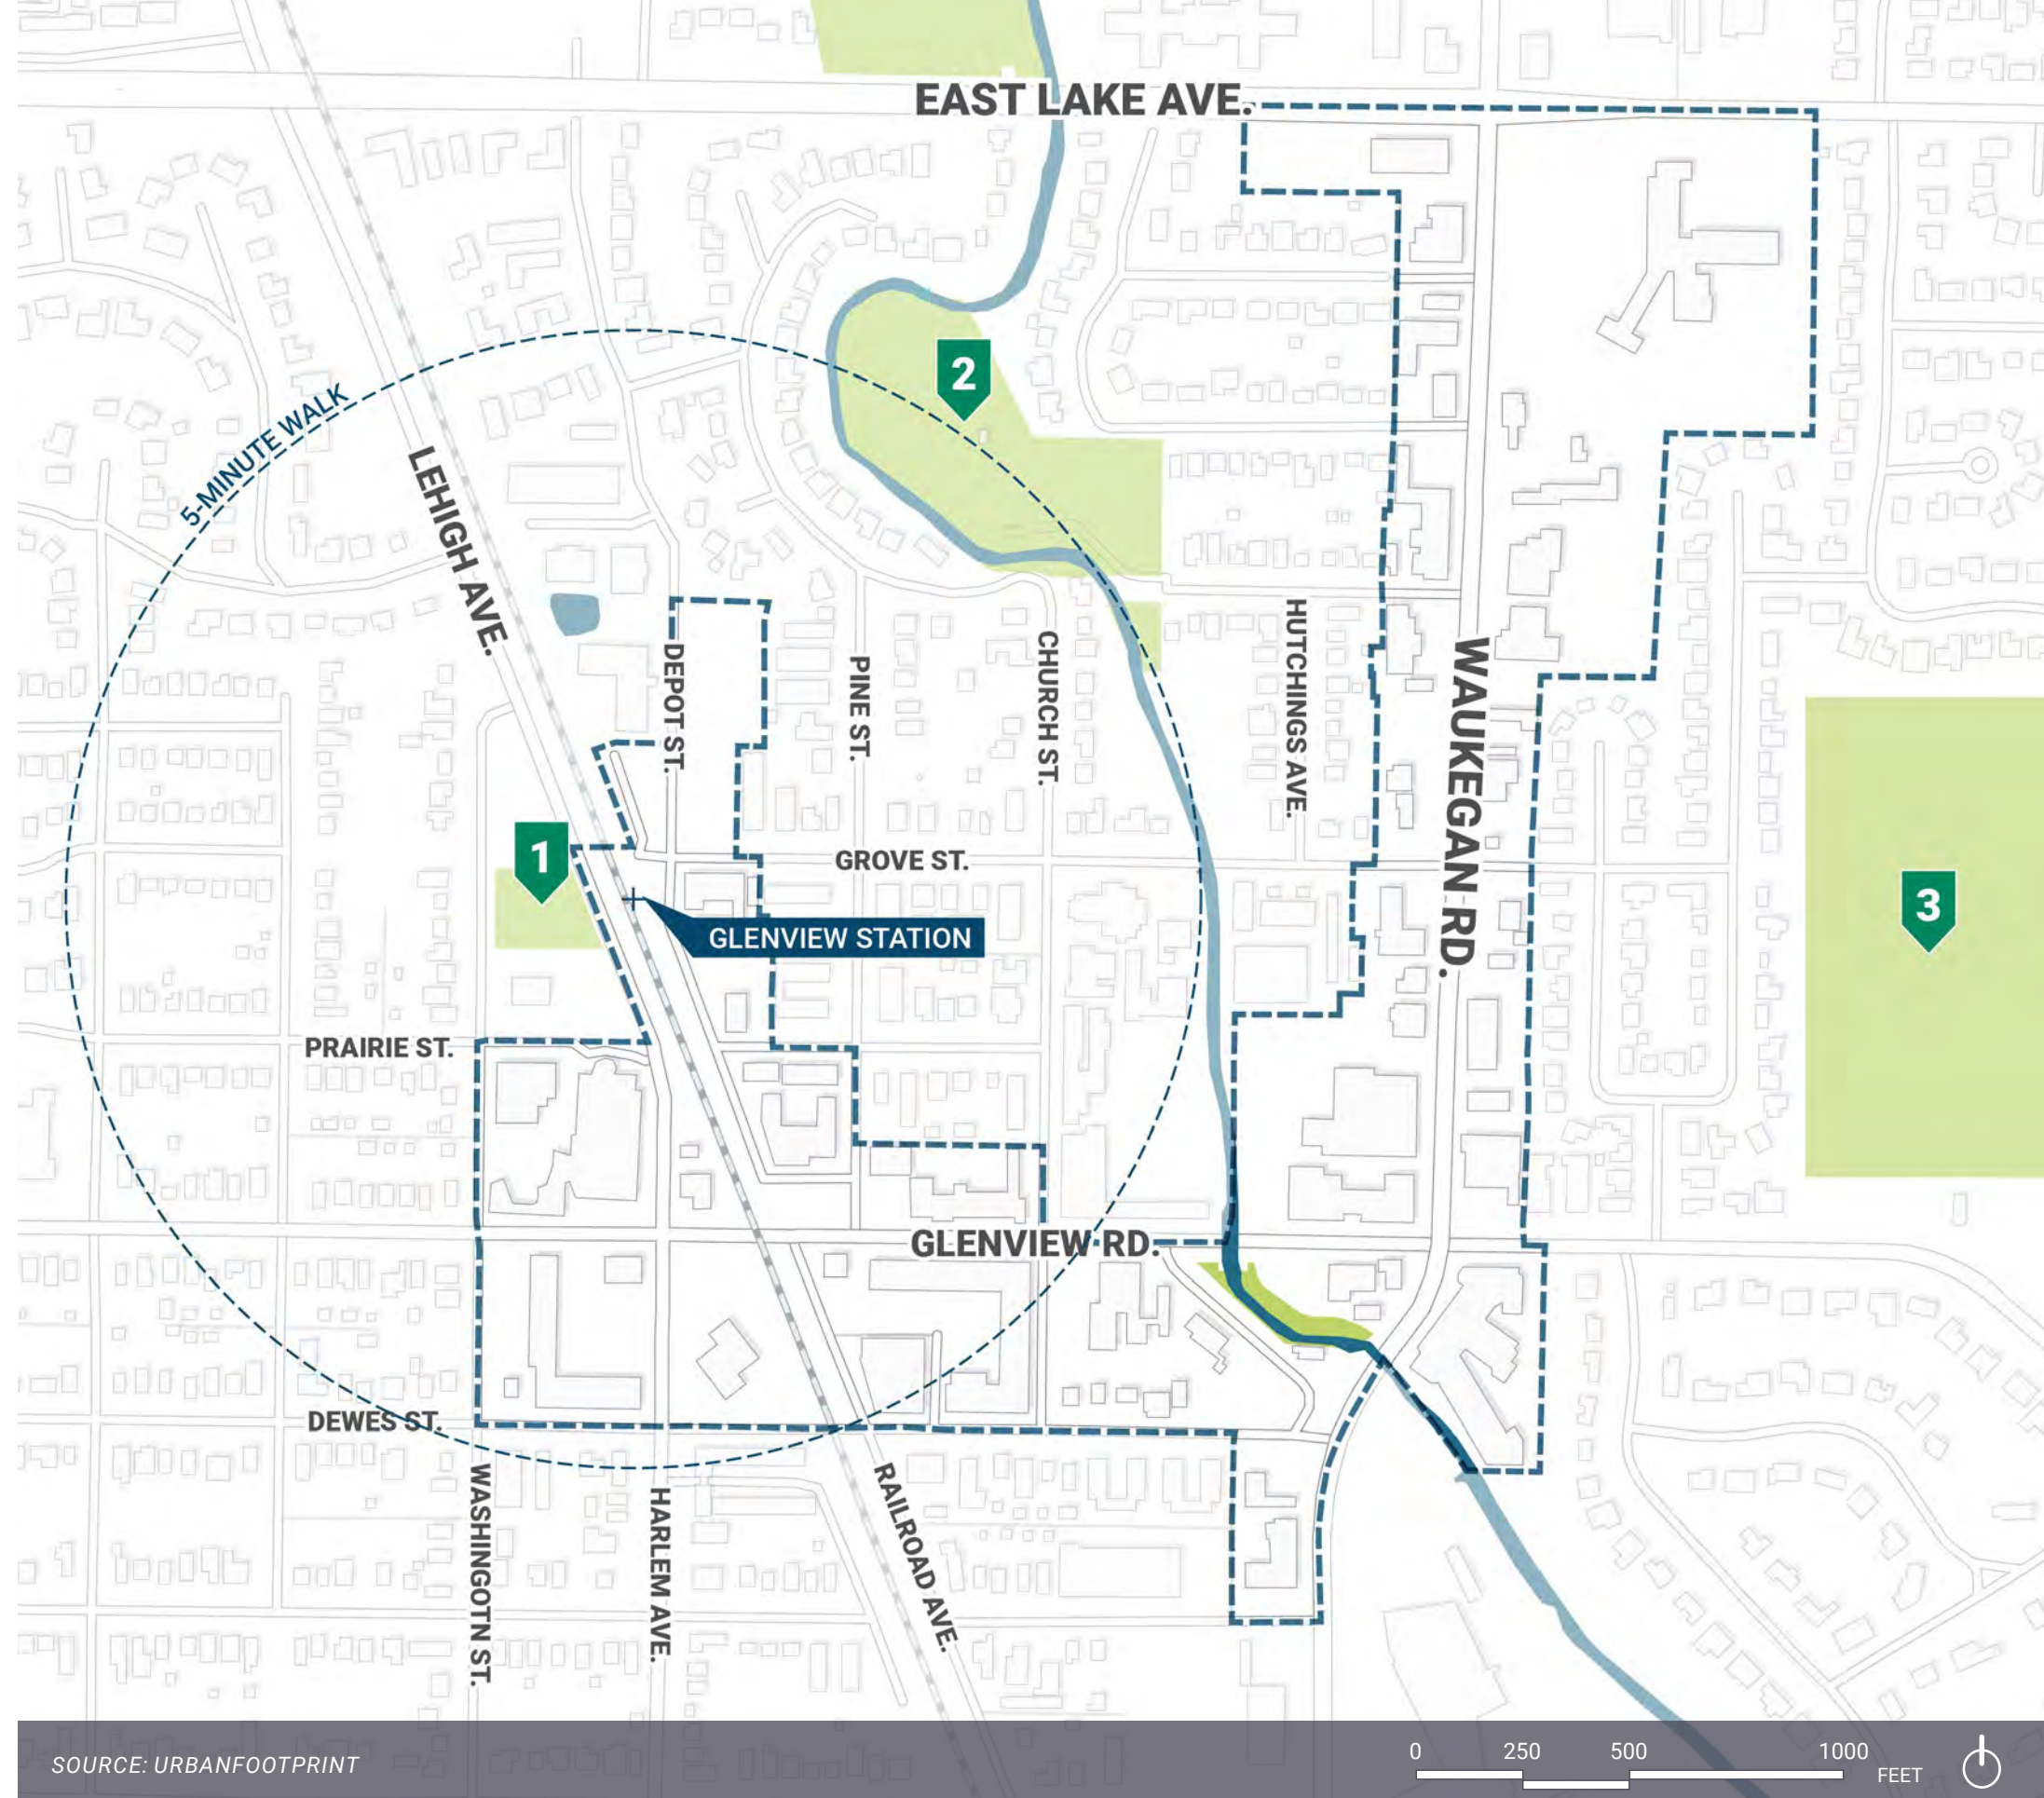 EAST LAKE AVE.
2
5-MINUTE WALK
LEHIGH AVE.
DEPOT ST.
PINE ST.
CHURCH ST.
HUTCHINGS AVE.
WAUKEGAN RD.
1
GROVE ST.
3
GLENVIEW STATION
PRAIRIE ST.
GLENVIEW RD.
DEWES ST.
WASHINGOTN ST.
HARLEM AVE.
RAILROAD AVE.
SOURCE: URBANFOOTPRINT
0 250 500 1000
FEET